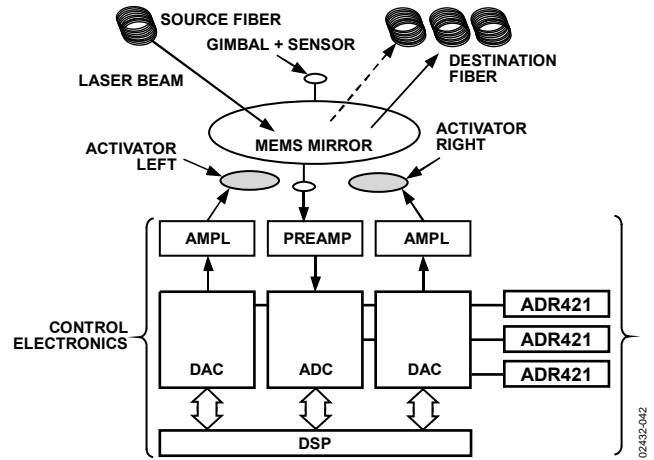 SOURCE FIBER
GIMBAL + SENSOR
DESTINATION
FIBER
LASER BEAM
MEMS MIRROR
ACTIVATOR
LEFT
ACTIVATOR
RIGHT
AMPL
PREAMP
AMPL
CONTROL
ELECTRONICS
DAC
ADC
DAC
ADR421
ADR421
ADR421
DSP
02432-042